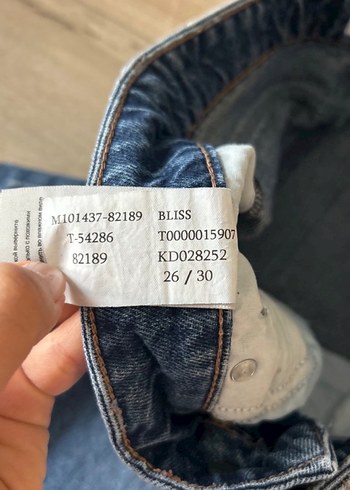 M101437-82189 BLISS
T-54286 T0000015907
82189 KD028252
26 / 30